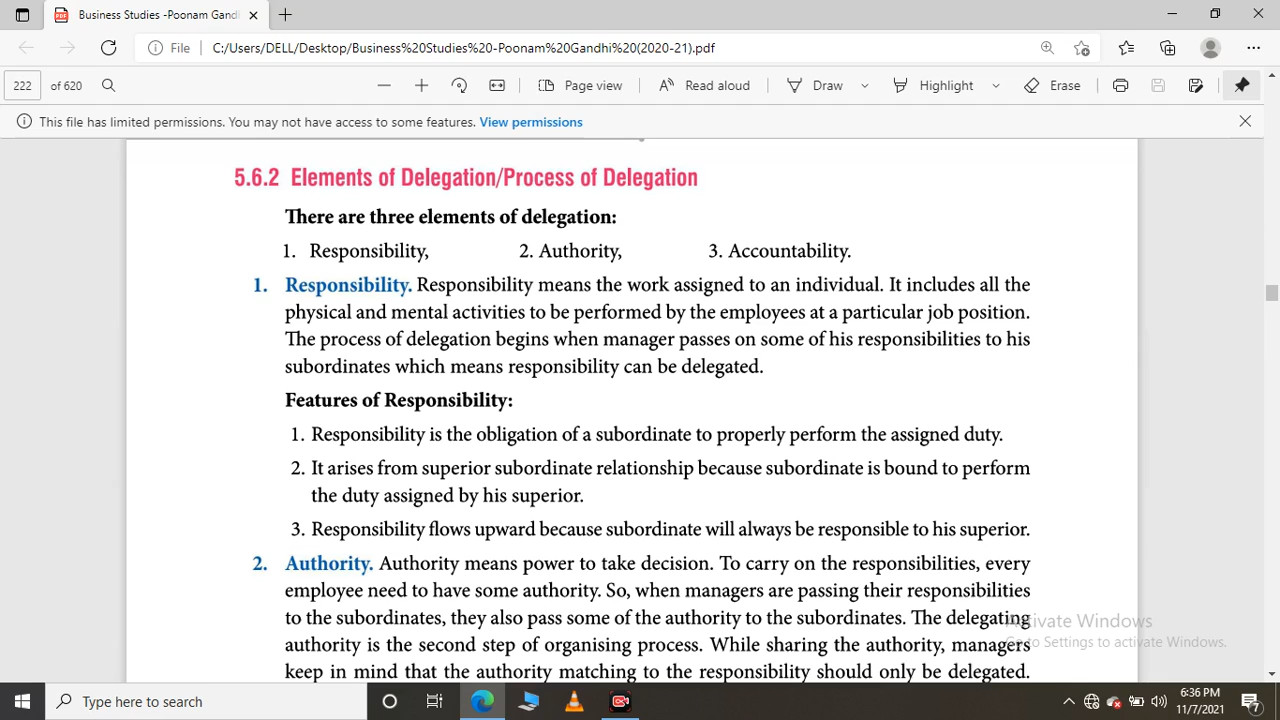 Business Studies -Poonam Gand
File C:/Users/DELL/Desktop/Business%20Studies%20-Poonam%20Gandhi%20(2020-21).pdf
222 of 620 Page view Read aloud Draw Highlight Erase
This file has limited permissions. You may not have access to some features. View permissions
5.6.2 Elements of Delegation/Process of Delegation
There are three elements of delegation:
1. Responsibility, 2. Authority, 3. Accountability.
1. Responsibility. Responsibility means the work assigned to an individual. It includes all the
physical and mental activities to be performed by the employees at a particular job position.
The process of delegation begins when manager passes on some of his responsibilities to his
subordinates which means responsibility can be delegated.
Features of Responsibility:
1. Responsibility is the obligation of a subordinate to properly perform the assigned duty.
2. It arises from superior subordinate relationship because subordinate is bound to perform
the duty assigned by his superior.
3. Responsibility flows upward because subordinate will always be responsible to his superior.
2. Authority. Authority means power to take decision. To carry on the responsibilities, every
employee need to have some authority. So, when managers are passing their responsibilities
to the subordinates, they also pass some of the authority to the subordinates. The delegating
authority is the second step of organising process. While sharing the authority, managers
keep in mind that the authority matching to the responsibility should only be delegated.
Activate Windows
Go to Settings to activate Windows.
Type here to search
6:36 PM
11/7/2021
7